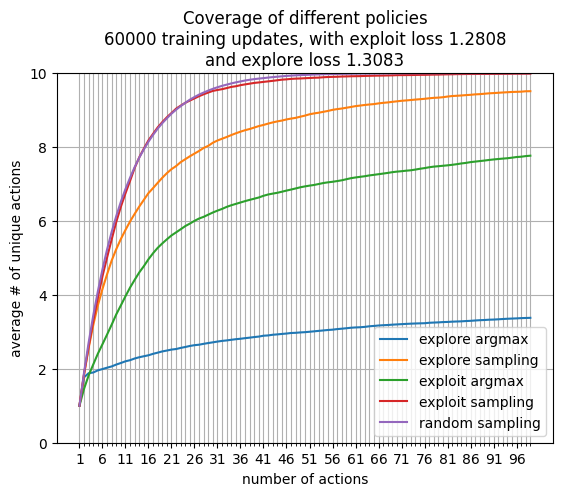 Coverage of different policies
60000 training updates, with exploit loss 1.2808
and explore loss 1.3083
10
8
6
4
2
0
average # of unique actions
explore argmax
explore sampling
exploit argmax
exploit sampling
random sampling
1 6 11 16 21 26 31 36 41 46 51 56 61 66 71 76 81 86 91 96
number of actions